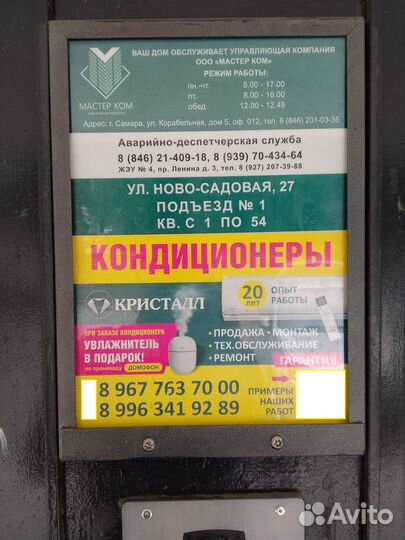 ВАШ ДОМ ОБСЛУЖИВАЕТ УПРАВЛЯЮЩАЯ КОМПАНИЯ
ООО «МАСТЕР КОМ»
РЕЖИМ РАБОТЫ:
пн.-чт. 8.00 - 17.00
пт. 8.00 - 16.00
обед 12.00 - 12.48
МАСТЕР КОМ
Адрес: г. Самара, ул. Корабельная, дом 5, оф. 012, тел. 8 (846) 201-03-35
Аварийно-диспетчерская служба
8 (846) 21-409-18, 8 (939) 70-434-64
ЖЭУ № 4, пр. Ленина д. 3, тел. 8 (927) 207-39-88
УЛ. НОВО-САДОВАЯ, 27
ПОДЪЕЗД № 1
КВ. С 1 ПО 54
КОНДИЦИОНЕРЫ
КРИСТАЛЛ
20 лет
ОПЫТ РАБОТЫ
ПРИ ЗАКАЗЕ КОНДИЦИОНЕРА
УВЛАЖНИТЕЛЬ
В ПОДАРОК!
по промокоду ДОМОФОН
• ПРОДАЖА • МОНТАЖ
• ТЕХ.ОБСЛУЖИВАНИЕ
• РЕМОНТ ГАРАНТИЯ
8 967 763 70 00
8 996 341 92 89
ПРИМЕРЫ
НАШИХ
РАБОТ
Avito